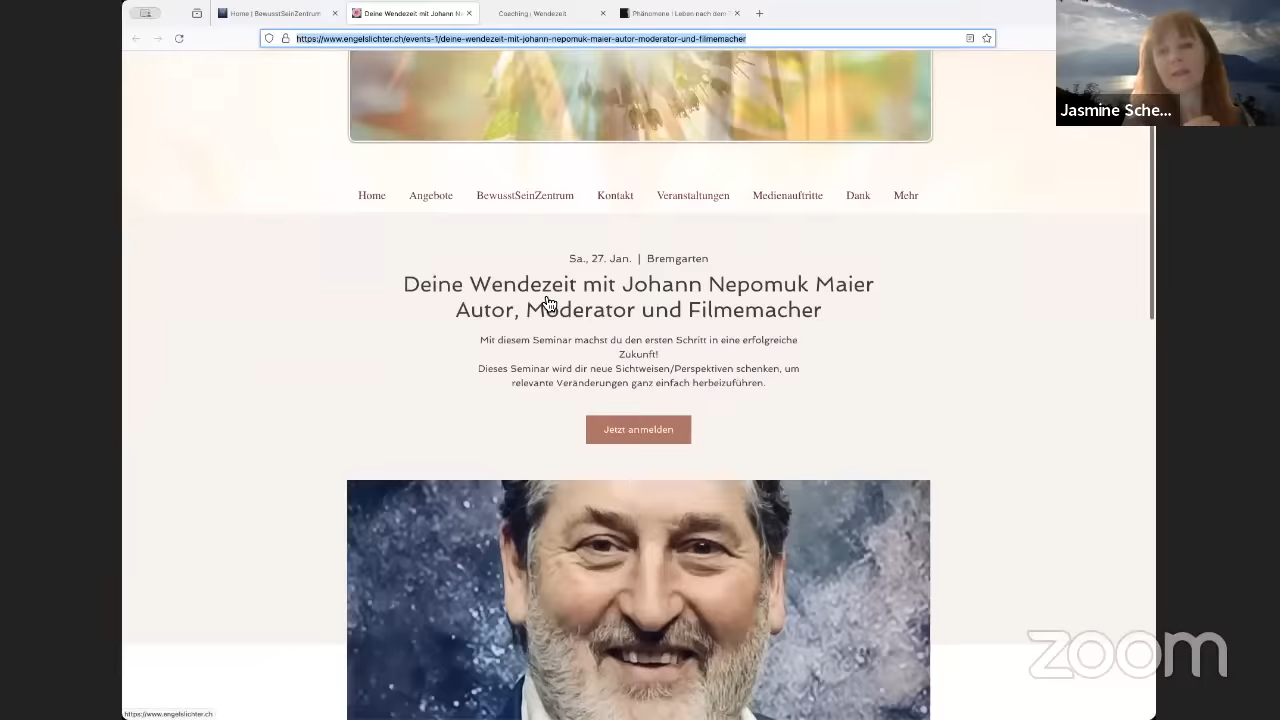 Home | BewusstSeinZentrum
Deine Wendezeit mit Johann N
Coaching | Wendezeit
Phänomene | Leben nach dem T
https://www.engelslichter.ch/events-1/deine-wendezeit-mit-johann-nepomuk-maier-autor-moderator-und-filmemacher
Jasmine Sche...
Home Angebote BewusstSeinZentrum Kontakt Veranstaltungen Medienauftritte Dank Mehr
Sa., 27. Jan. | Bremgarten
Deine Wendezeit mit Johann Nepomuk Maier
Autor, Moderator und Filmemacher
Mit diesem Seminar machst du den ersten Schritt in eine erfolgreiche
Zukunft!
Dieses Seminar wird dir neue Sichtweisen/Perspektiven schenken, um
relevante Veränderungen ganz einfach herbeizuführen.
Jetzt anmelden
zoom
https://www.engelslichter.ch